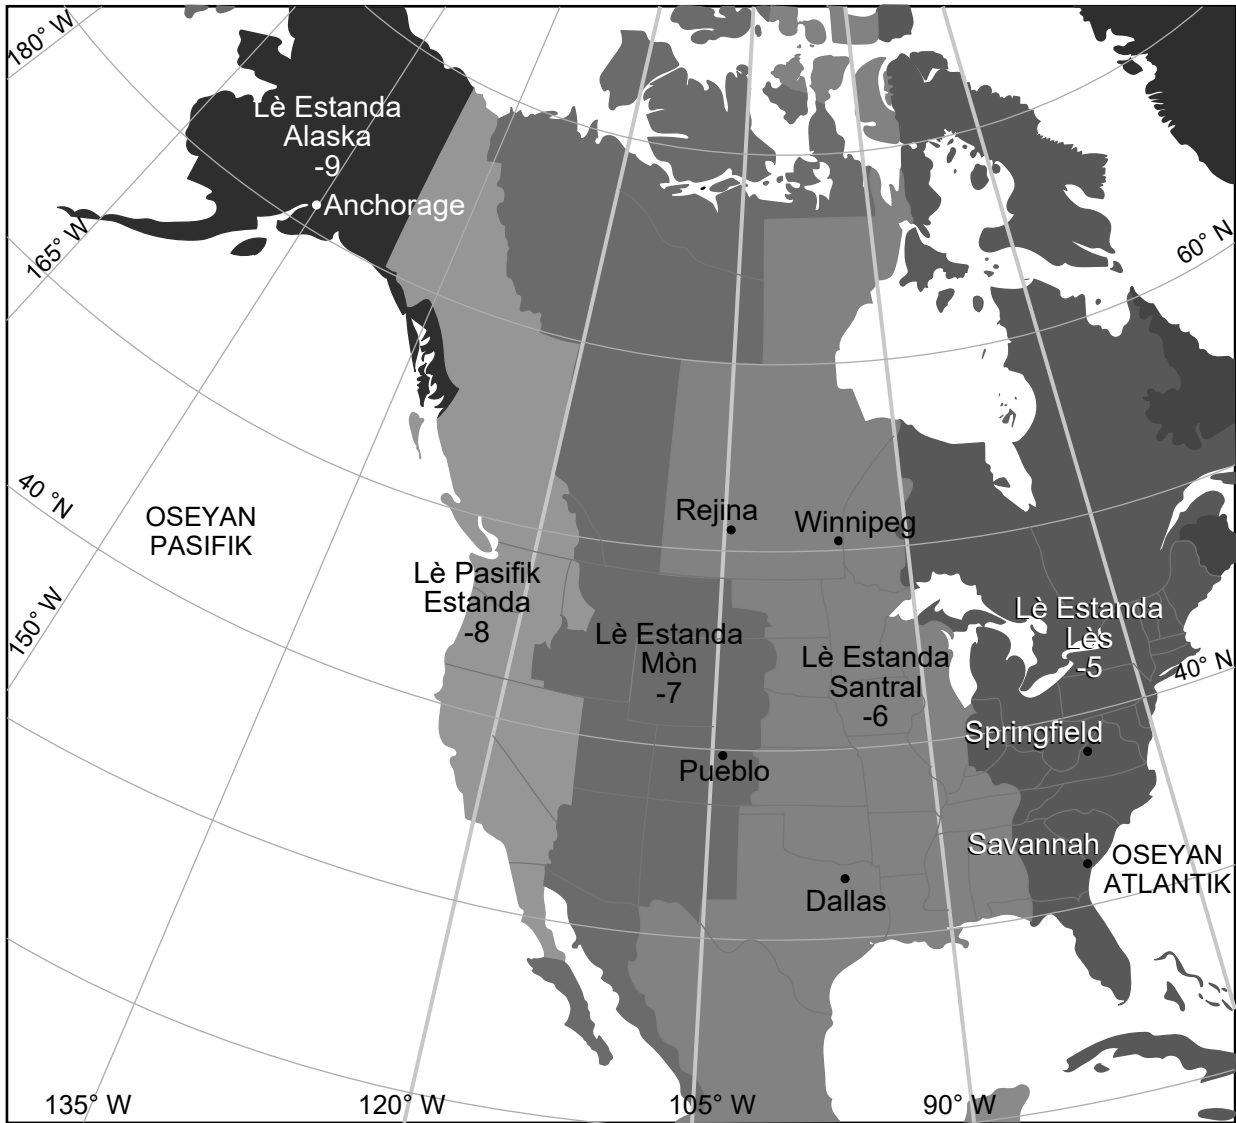 180° W
Lè Estanda
Alaska
-9
Anchorage
165° W
60° N
40 °N
OSEYAN
PASIFIK
Rejina
Winnipeg
Lè Pasifik
Estanda
-8
150° W
Lè Estanda
Mòn
-7
Lè Estanda
Santral
-6
Lè Estanda
Lès
-5
40° N
Springfield
Pueblo
Savannah
OSEYAN
ATLANTIK
Dallas
135° W
120° W
105° W
90° W